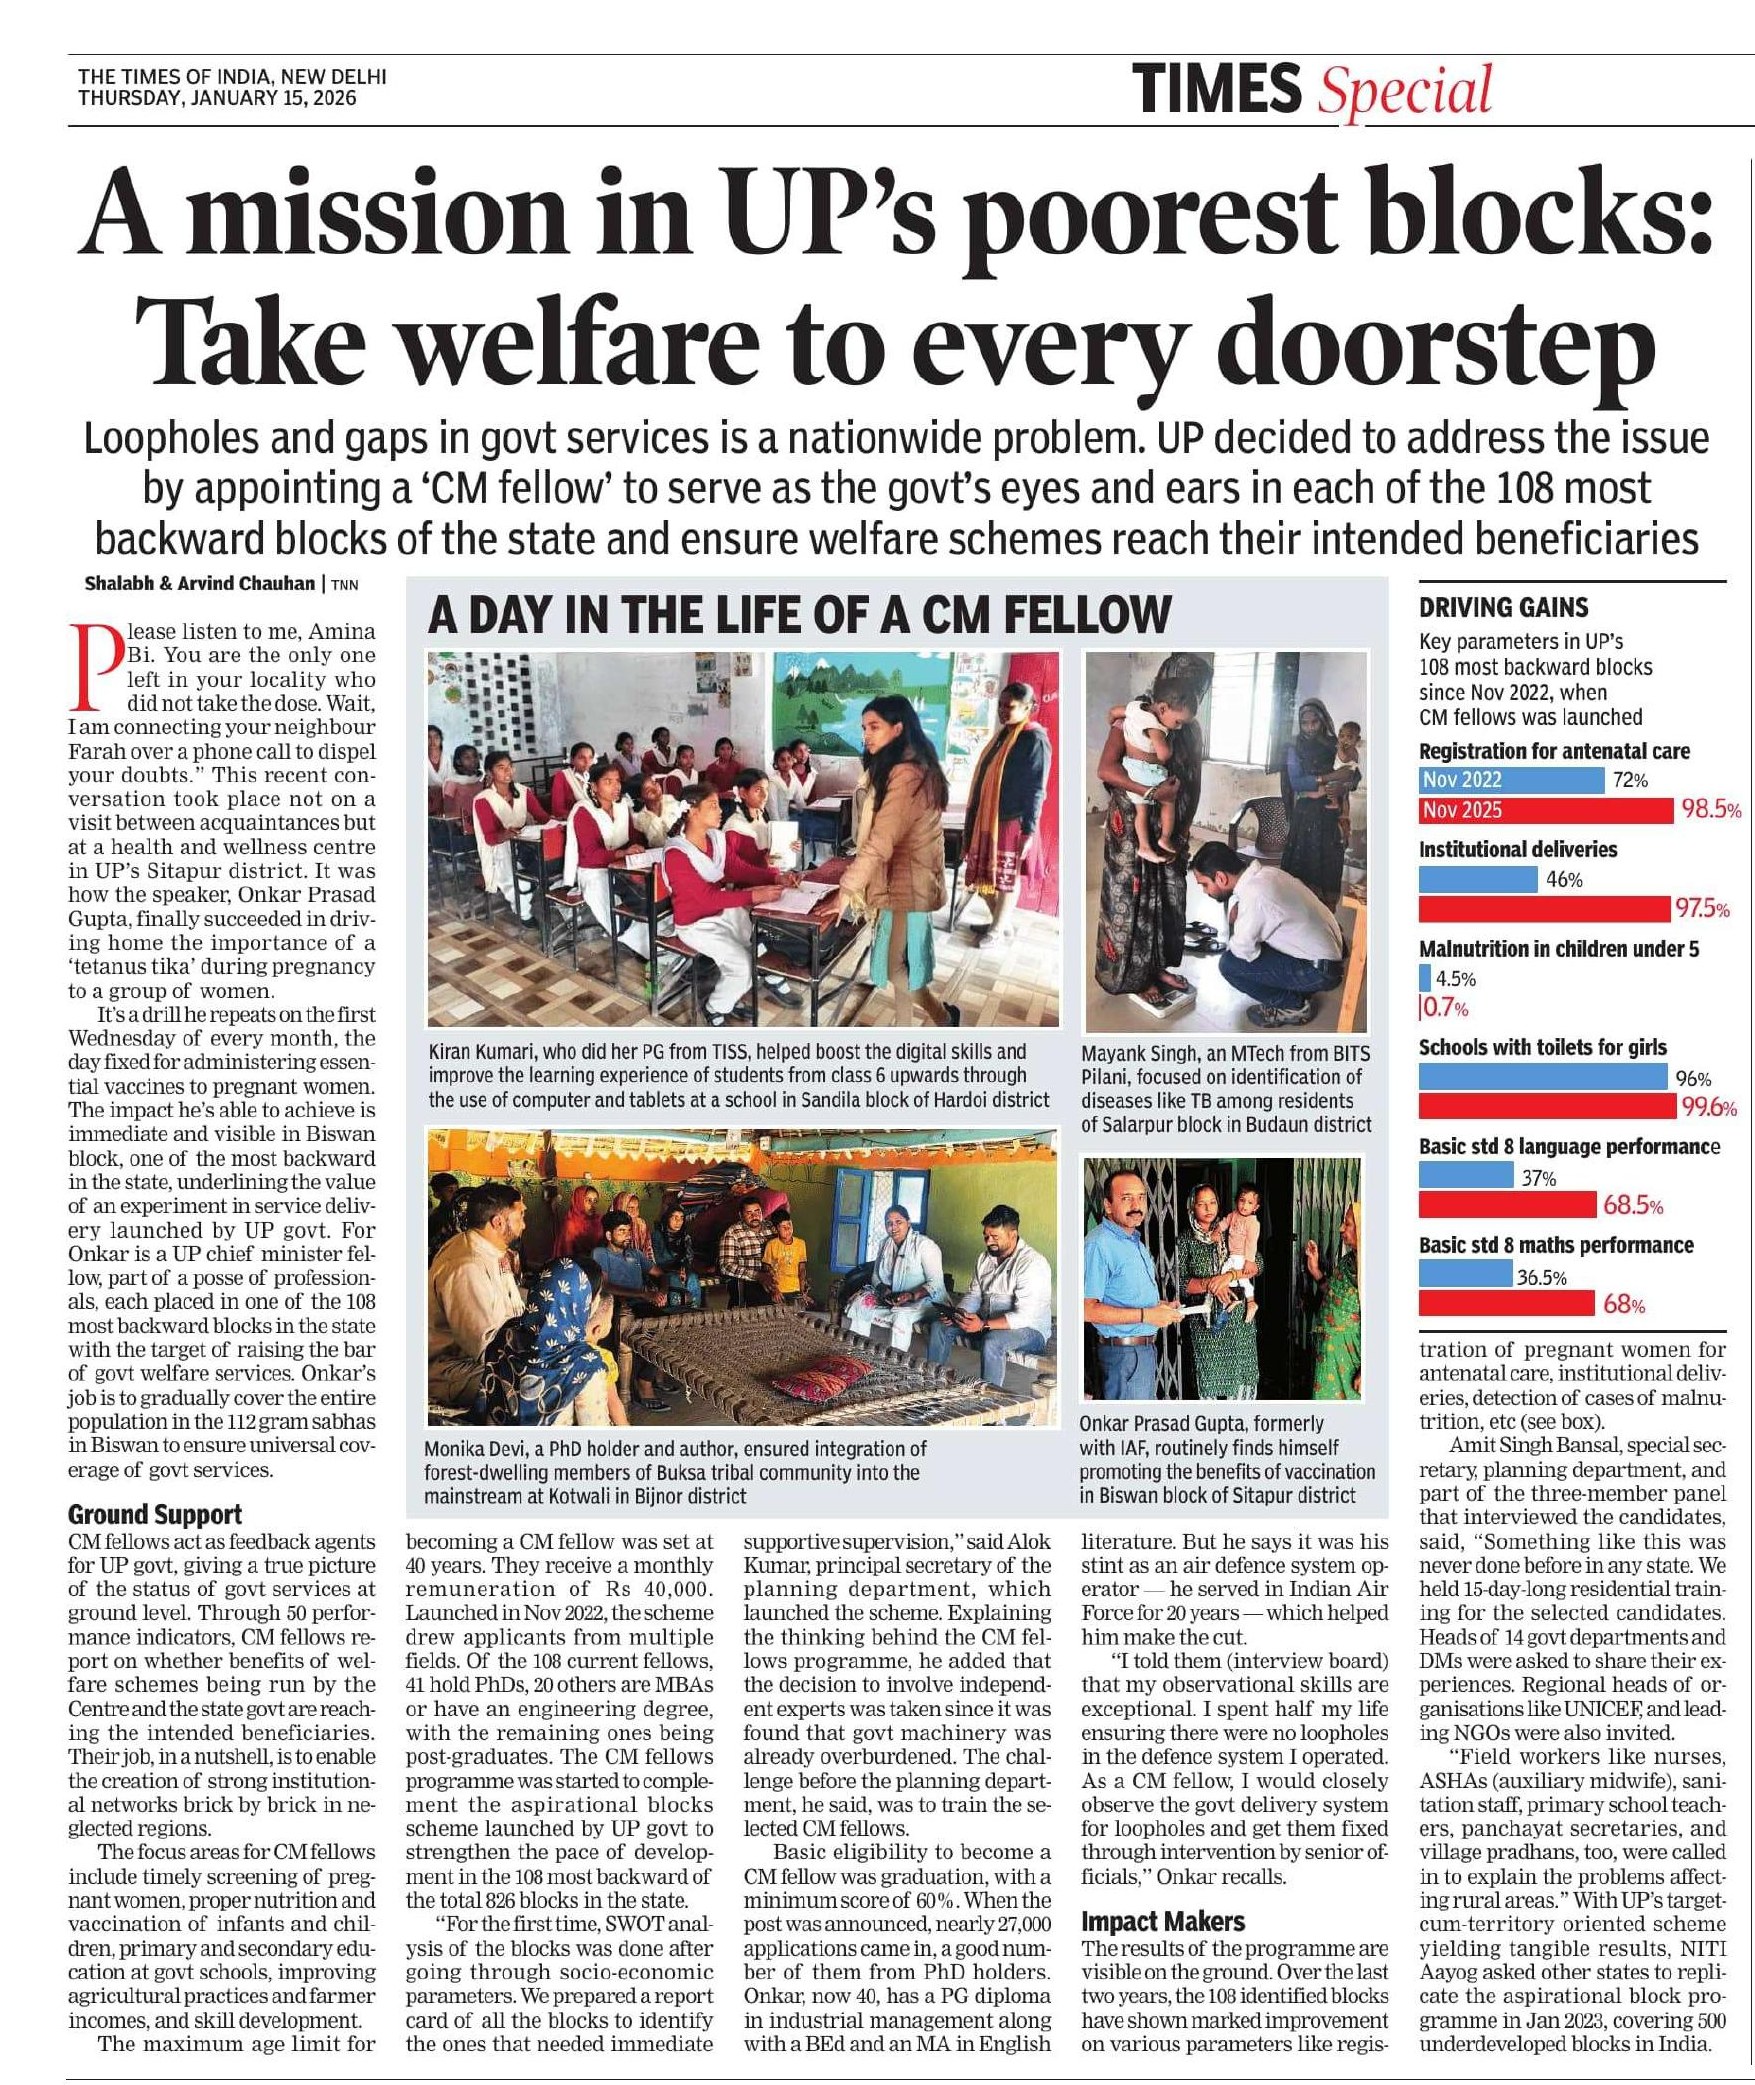 THE TIMES OF INDIA, NEW DELHI
THURSDAY, JANUARY 15, 2026
TIMES Special
A mission in UP’s poorest blocks:
Take welfare to every doorstep
Loopholes and gaps in govt services is a nationwide problem. UP decided to address the issue
by appointing a ‘CM fellow’ to serve as the govt’s eyes and ears in each of the 108 most
backward blocks of the state and ensure welfare schemes reach their intended beneficiaries
Shalabh & Arvind Chauhan | TNN
Please listen to me, Amina
Bi. You are the only one
left in your locality who
did not take the dose. Wait,
I am connecting your neighbour
Farah over a phone call to dispel
your doubts.” This recent con-
versation took place not on a
visit between acquaintances but
at a health and wellness centre
in UP’s Sitapur district. It was
how the speaker, Onkar Prasad
Gupta, finally succeeded in driv-
ing home the importance of a
‘tetanus tika’ during pregnancy
to a group of women.
It’s a drill he repeats on the first
Wednesday of every month, the
day fixed for administering essen-
tial vaccines to pregnant women.
The impact he’s able to achieve is
immediate and visible in Biswan
block, one of the most backward
in the state, underlining the value
of an experiment in service deliv-
ery launched by UP govt. For
Onkar is a UP chief minister fel-
low, part of a posse of profession-
als, each placed in one of the 108
most backward blocks in the state
with the target of raising the bar
of govt welfare services. Onkar’s
job is to gradually cover the entire
population in the 112 gram sabhas
in Biswan to ensure universal cov-
erage of govt services.
Ground Support
CM fellows act as feedback agents
for UP govt, giving a true picture
of the status of govt services at
ground level. Through 50 perfor-
mance indicators, CM fellows re-
port on whether benefits of wel-
fare schemes being run by the
Centre and the state govt are reach-
ing the intended beneficiaries.
Their job, in a nutshell, is to enable
the creation of strong institution-
al networks brick by brick in ne-
glected regions.
The focus areas for CM fellows
include timely screening of preg-
nant women, proper nutrition and
vaccination of infants and chil-
dren, primary and secondary edu-
cation at govt schools, improving
agricultural practices and farmer
incomes, and skill development.
The maximum age limit for
A DAY IN THE LIFE OF A CM FELLOW
Kiran Kumari, who did her PG from TISS, helped boost the digital skills and
improve the learning experience of students from class 6 upwards through
the use of computer and tablets at a school in Sandila block of Hardoi district
Mayank Singh, an MTech from BITS
Pilani, focused on identification of
diseases like TB among residents
of Salarpur block in Budaun district
Monika Devi, a PhD holder and author, ensured integration of
forest-dwelling members of Buksa tribal community into the
mainstream at Kotwali in Bijnor district
Onkar Prasad Gupta, formerly
with IAF, routinely finds himself
promoting the benefits of vaccination
in Biswan block of Sitapur district
becoming a CM fellow was set at
40 years. They receive a monthly
remuneration of Rs 40,000.
Launched in Nov 2022, the scheme
drew applicants from multiple
fields. Of the 108 current fellows,
41 hold PhDs, 20 others are MBAs
or have an engineering degree,
with the remaining ones being
post-graduates. The CM fellows
programme was started to comple-
ment the aspirational blocks
scheme launched by UP govt to
strengthen the pace of develop-
ment in the 108 most backward of
the total 826 blocks in the state.
“For the first time, SWOT anal-
ysis of the blocks was done after
going through socio-economic
parameters. We prepared a report
card of all the blocks to identify
the ones that needed immediate
supportive supervision,” said Alok
Kumar, principal secretary of the
planning department, which
launched the scheme. Explaining
the thinking behind the CM fel-
lows programme, he added that
the decision to involve independ-
ent experts was taken since it was
found that govt machinery was
already overburdened. The chal-
lenge before the planning depart-
ment, he said, was to train the se-
lected CM fellows.
Basic eligibility to become a
CM fellow was graduation, with a
minimum score of 60%. When the
post was announced, nearly 27,000
applications came in, a good num-
ber of them from PhD holders.
Onkar, now 40, has a PG diploma
in industrial management along
with a BEd and an MA in English
literature. But he says it was his
stint as an air defence system op-
erator — he served in Indian Air
Force for 20 years — which helped
him make the cut.
“I told them (interview board)
that my observational skills are
exceptional. I spent half my life
ensuring there were no loopholes
in the defence system I operated.
As a CM fellow, I would closely
observe the govt delivery system
for loopholes and get them fixed
through intervention by senior of-
ficials,” Onkar recalls.
Impact Makers
The results of the programme are
visible on the ground. Over the last
two years, the 108 identified blocks
have shown marked improvement
on various parameters like regis-
DRIVING GAINS
Key parameters in UP’s
108 most backward blocks
since Nov 2022, when
CM fellows was launched
Registration for antenatal care
Nov 2022 72%
Nov 2025 98.5%
Institutional deliveries
46%
97.5%
Malnutrition in children under 5
4.5%
0.7%
Schools with toilets for girls
96%
99.6%
Basic std 8 language performance
37%
68.5%
Basic std 8 maths performance
36.5%
68%
tration of pregnant women for
antenatal care, institutional deliv-
eries, detection of cases of malnu-
trition, etc (see box).
Amit Singh Bansal, special sec-
retary, planning department, and
part of the three-member panel
that interviewed the candidates,
said, “Something like this was
never done before in any state. We
held 15-day-long residential train-
ing for the selected candidates.
Heads of 14 govt departments and
DMs were asked to share their ex-
periences. Regional heads of or-
ganisations like UNICEF, and lead-
ing NGOs were also invited.
“Field workers like nurses,
ASHAs (auxiliary midwife), sani-
tation staff, primary school teach-
ers, panchayat secretaries, and
village pradhans, too, were called
in to explain the problems affect-
ing rural areas.” With UP’s target-
cum-territory oriented scheme
yielding tangible results, NITI
Aayog asked other states to repli-
cate the aspirational block pro-
gramme in Jan 2023, covering 500
underdeveloped blocks in India.